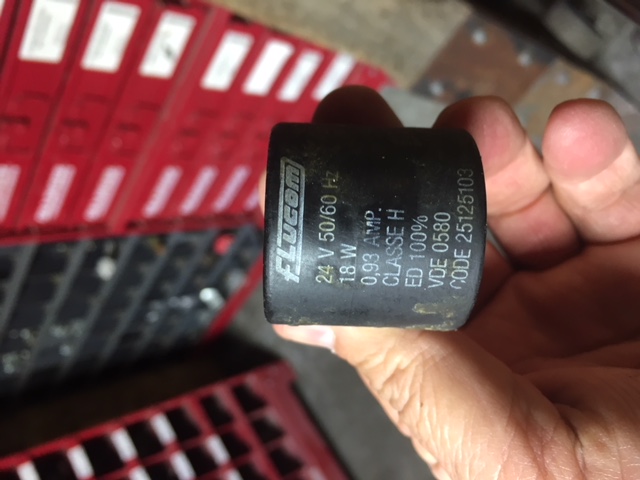 FLUCOM
24 V 50/60 HZ
18 W
0,93 AMP.
CLASSE H
ED 100%
VDE 0580
CODE 25125103